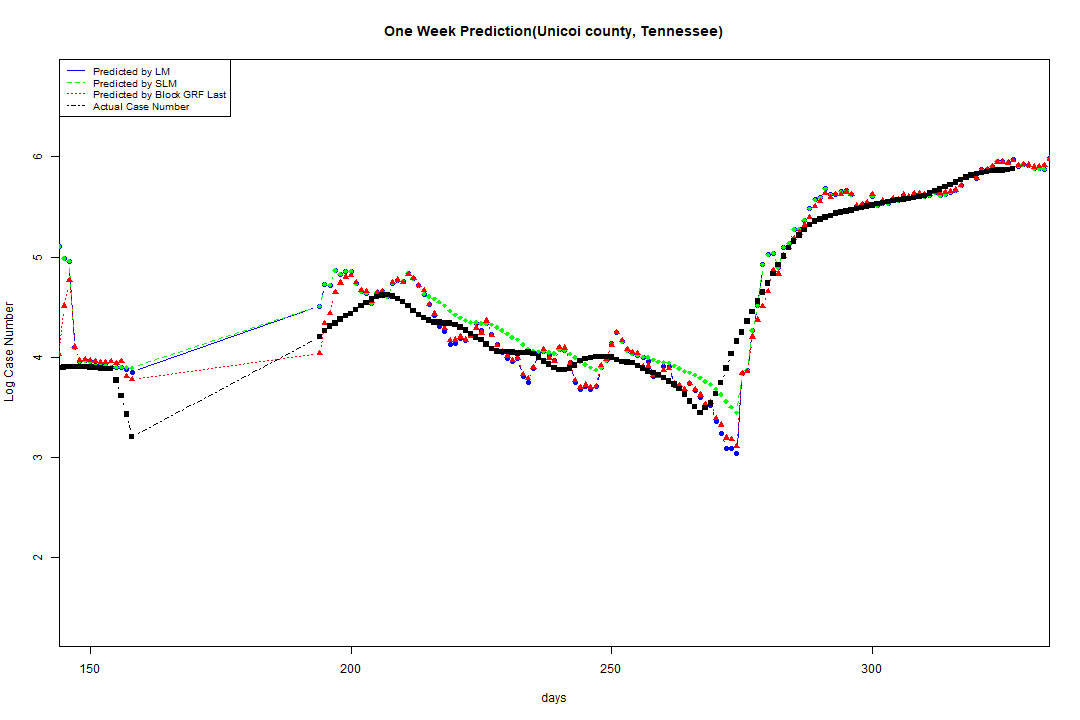 One Week Prediction(Unicoi county, Tennessee)
Predicted by LM
Predicted by SLM
Predicted by Block GRF Last
Actual Case Number
6
5
4
3
2
Log Case Number
150 200 250 300
days